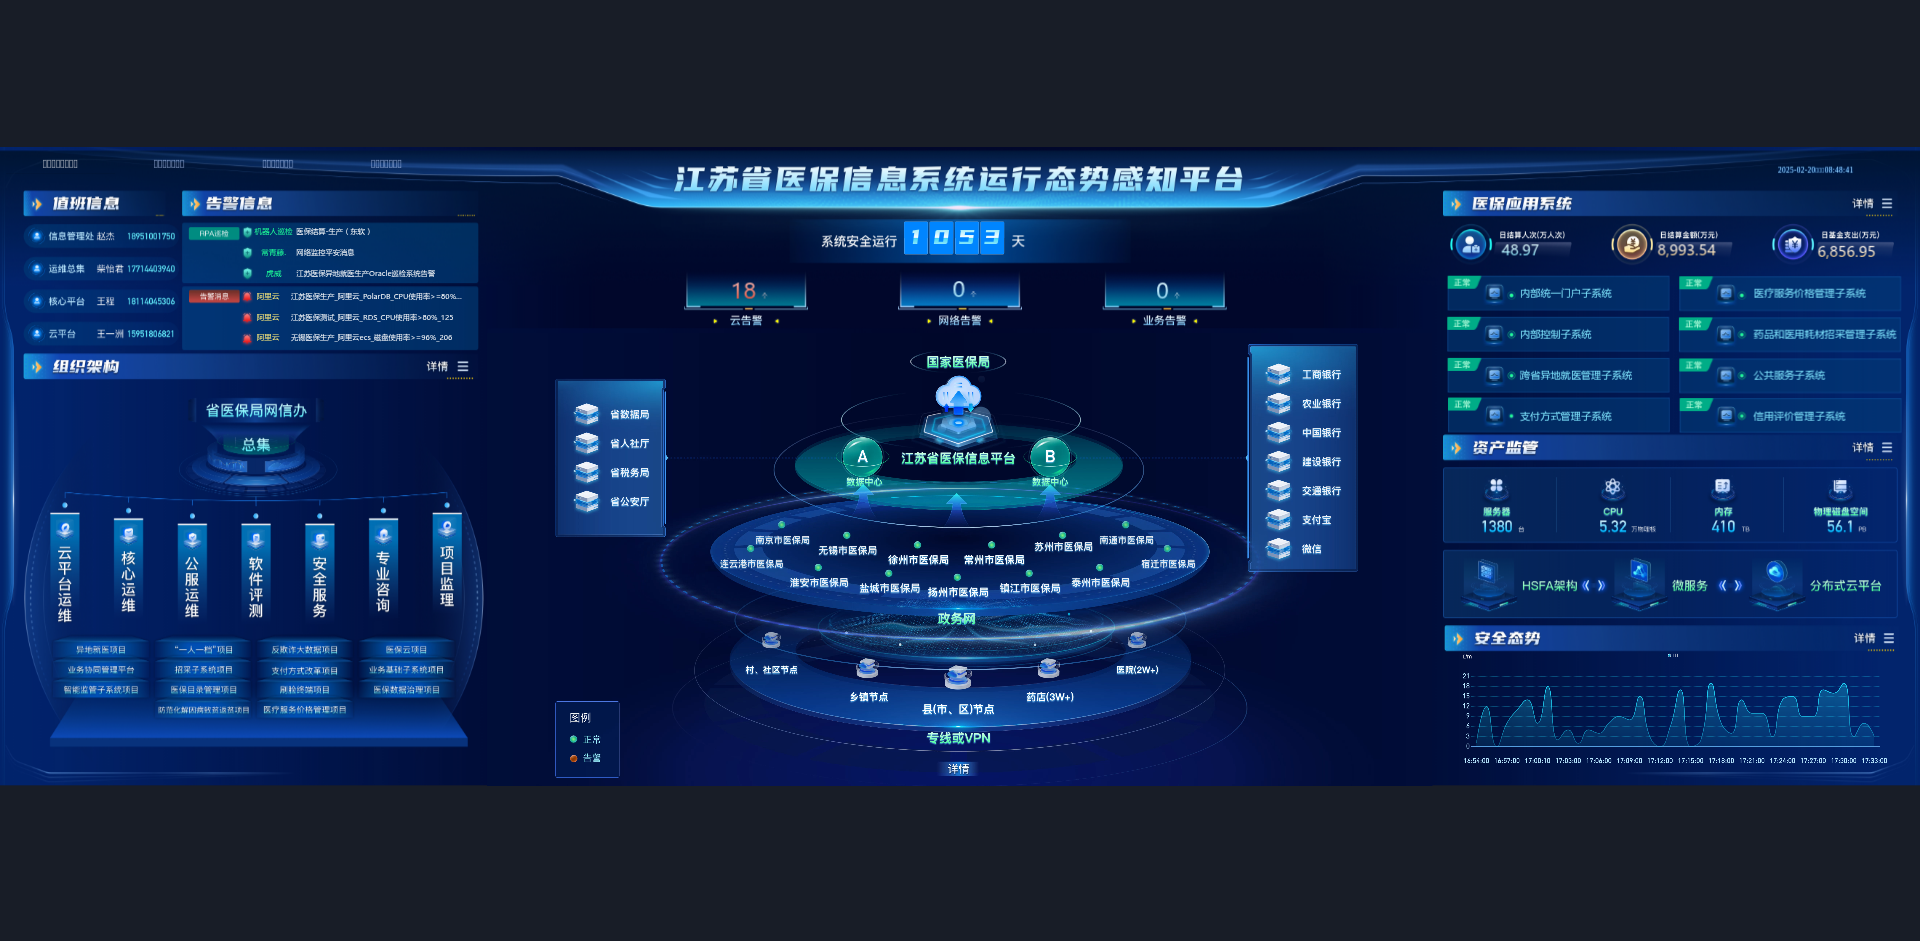 江苏省医保信息系统运行态势感知平台
2025-02-20 08:48:41
值班信息
信息管理处 赵杰 18951001750
运维总集 柴怡君 17714403940
核心平台 王程 18114045306
云平台 王一洲 15951806821
告警信息
RPA巡检
机器人巡检 医保结算-生产（东软）
常青藤. 网络监控平安消息
虎威 江苏医保异地就医生产Oracle巡检系统告警
告警消息
阿里云 江苏医保生产_阿里云_PolarDB_CPU使用率>=80%...
阿里云 江苏医保测试_阿里云_RDS_CPU使用率>80%_125
阿里云 无锡医保生产_阿里云ecs_磁盘使用率>=96%_206
组织架构
详情
省医保局网信办
总集
云平台运维
核心运维
公服运维
软件评测
安全服务
专业咨询
项目监理
异地就医项目
"一人一档"项目
反欺诈大数据项目
医保云项目
业务协同管理平台
招采子系统项目
支付方式改革项目
业务基础子系统项目
智能监管子系统项目
医保目录管理项目
刷脸终端项目
医保数据治理项目
防范化解因病致贫返贫项目
医疗服务价格管理项目
系统安全运行 1053 天
18
云告警
0
网络告警
0
业务告警
省数据局
省人社厅
省税务局
省公安厅
国家医保局
A
江苏省医保信息平台
B
数据中心
数据中心
南京市医保局
无锡市医保局
徐州市医保局
常州市医保局
苏州市医保局
南通市医保局
连云港市医保局
淮安市医保局
盐城市医保局
扬州市医保局
镇江市医保局
泰州市医保局
宿迁市医保局
政务网
村、社区节点
乡镇节点
县(市、区)节点
药店(3W+)
医院(2W+)
专线或VPN
详情
图例
正常
告警
工商银行
农业银行
中国银行
建设银行
交通银行
支付宝
微信
医保应用系统
详情
日结算人次(万人次)
48.97
日结算金额(万元)
8,993.54
日基金支出(万元)
6,856.95
正常
内部统一门户子系统
正常
医疗服务价格管理子系统
正常
内部控制子系统
正常
药品和医用耗材招采管理子系统
正常
跨省异地就医管理子系统
正常
公共服务子系统
正常
支付方式管理子系统
正常
信用评价管理子系统
资产监管
详情
服务器
1380 台
CPU
5.32 万物理核
内存
410 TB
物理磁盘空间
56.1 PB
HSFA架构
微服务
分布式云平台
安全态势
详情
21
18
15
12
9
6
3
0
16:54:00 16:57:00 17:00:10 17:03:00 17:06:00 17:09:00 17:12:00 17:15:00 17:18:00 17:21:00 17:24:00 17:27:00 17:30:00 17:33:00